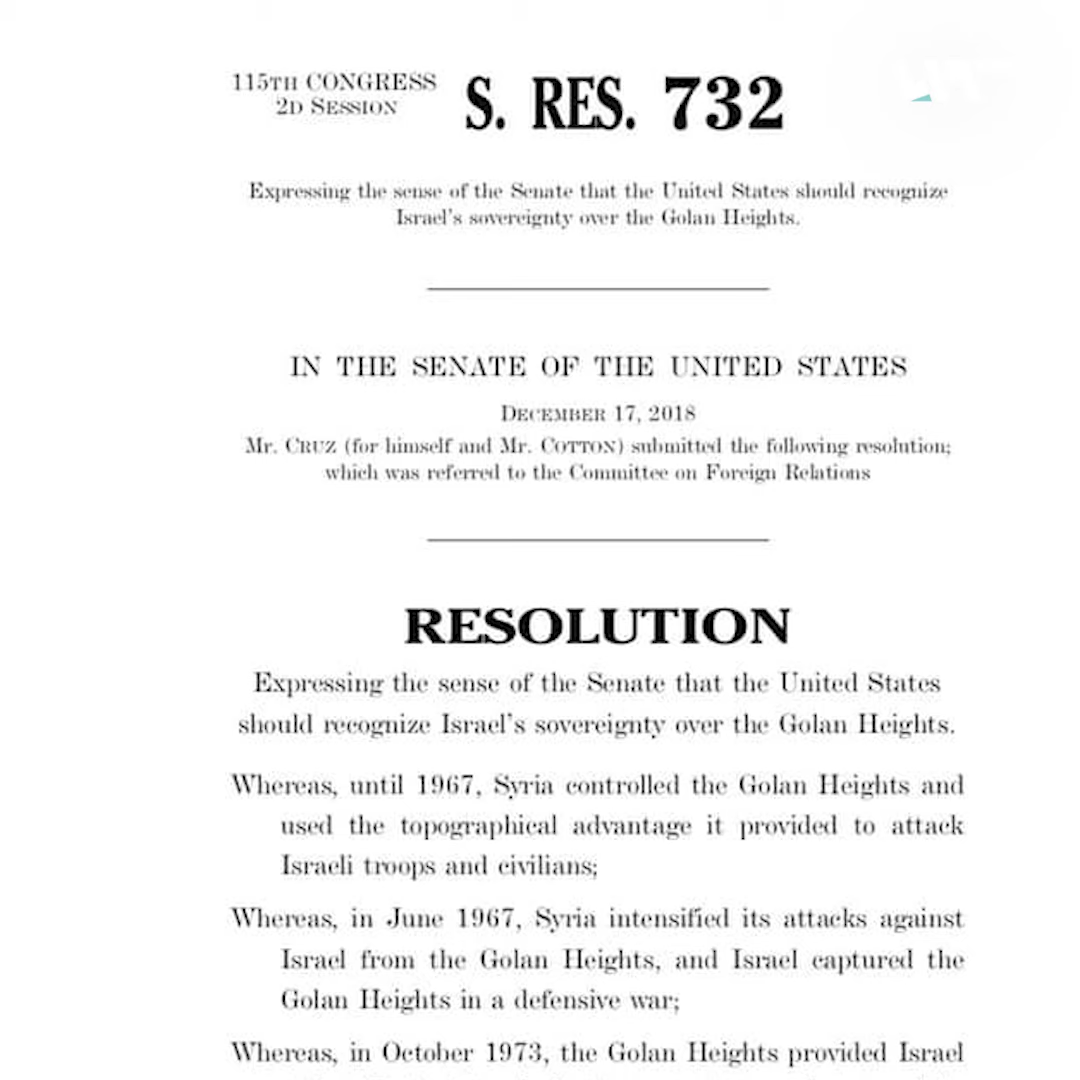 115TH CONGRESS
2D SESSION
S. RES. 732
Expressing the sense of the Senate that the United States should recognize
Israel's sovereignty over the Golan Heights.
IN THE SENATE OF THE UNITED STATES
DECEMBER 17, 2018
Mr. CRUZ (for himself and Mr. COTTON) submitted the following resolution;
which was referred to the Committee on Foreign Relations
RESOLUTION
Expressing the sense of the Senate that the United States
should recognize Israel's sovereignty over the Golan Heights.
Whereas, until 1967, Syria controlled the Golan Heights and
used the topographical advantage it provided to attack
Israeli troops and civilians;
Whereas, in June 1967, Syria intensified its attacks against
Israel from the Golan Heights, and Israel captured the
Golan Heights in a defensive war;
Whereas, in October 1973, the Golan Heights provided Israel